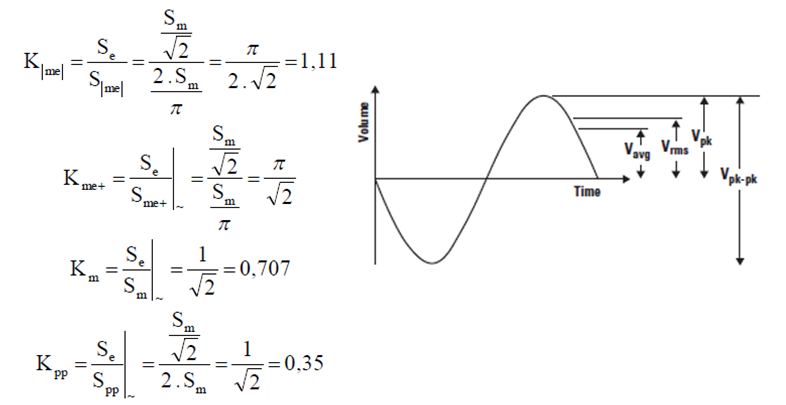 K|me| = Se / S|me| = (Sm / √2) / (2 . Sm / π) = π / (2 . √2) = 1,11
Kme+ = Se / Sme+ |~ = (Sm / √2) / (Sm / π) = π / √2
Km = Se / Sm |~ = 1 / √2 = 0,707
Kpp = Se / Spp |~ = (Sm / √2) / (2 . Sm) = 1 / √2 = 0,35
Volume
Vavg
Vrms
Vpk
Vpk-pk
Time